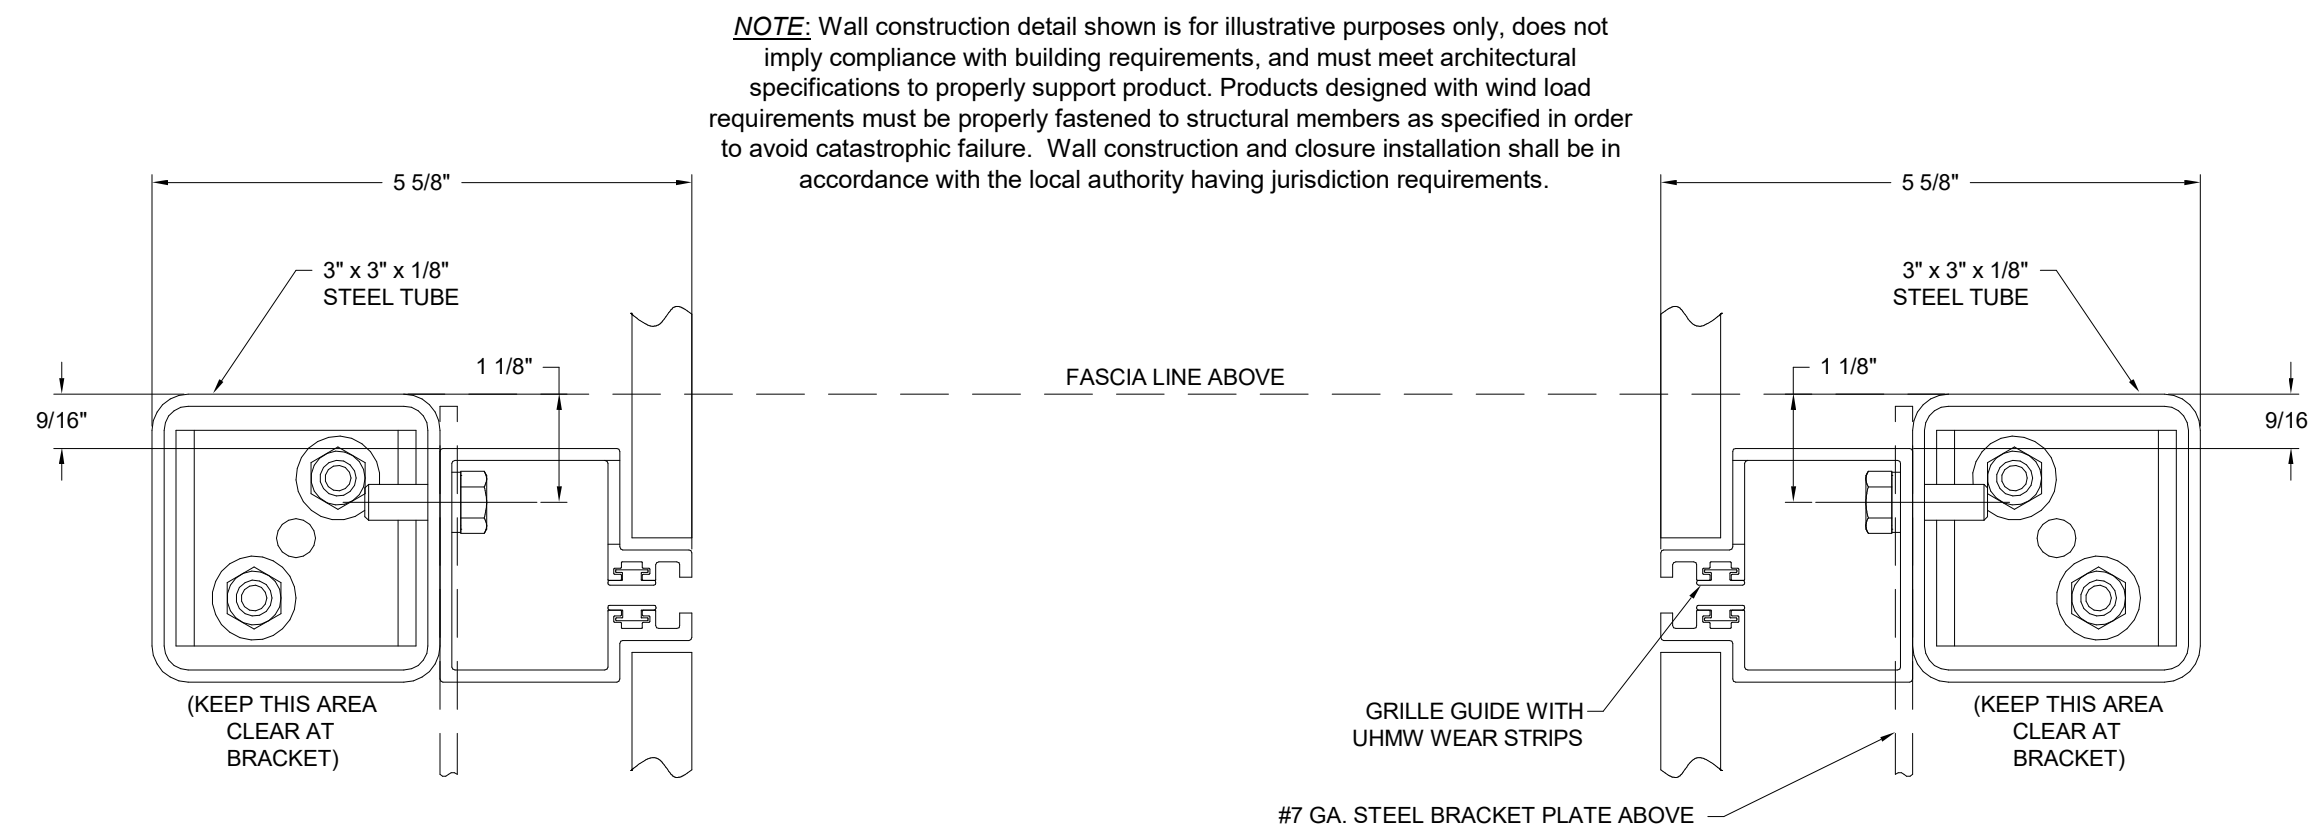 NOTE: Wall construction detail shown is for illustrative purposes only, does not
imply compliance with building requirements, and must meet architectural
specifications to properly support product. Products designed with wind load
requirements must be properly fastened to structural members as specified in order
to avoid catastrophic failure.  Wall construction and closure installation shall be in
accordance with the local authority having jurisdiction requirements.
5 5/8"
5 5/8"
3" x 3" x 1/8"
STEEL TUBE
3" x 3" x 1/8"
STEEL TUBE
1 1/8"
FASCIA LINE ABOVE
1 1/8"
9/16"
9/16
(KEEP THIS AREA
CLEAR AT
BRACKET)
GRILLE GUIDE WITH
UHMW WEAR STRIPS
(KEEP THIS AREA
CLEAR AT
BRACKET)
#7 GA. STEEL BRACKET PLATE ABOVE